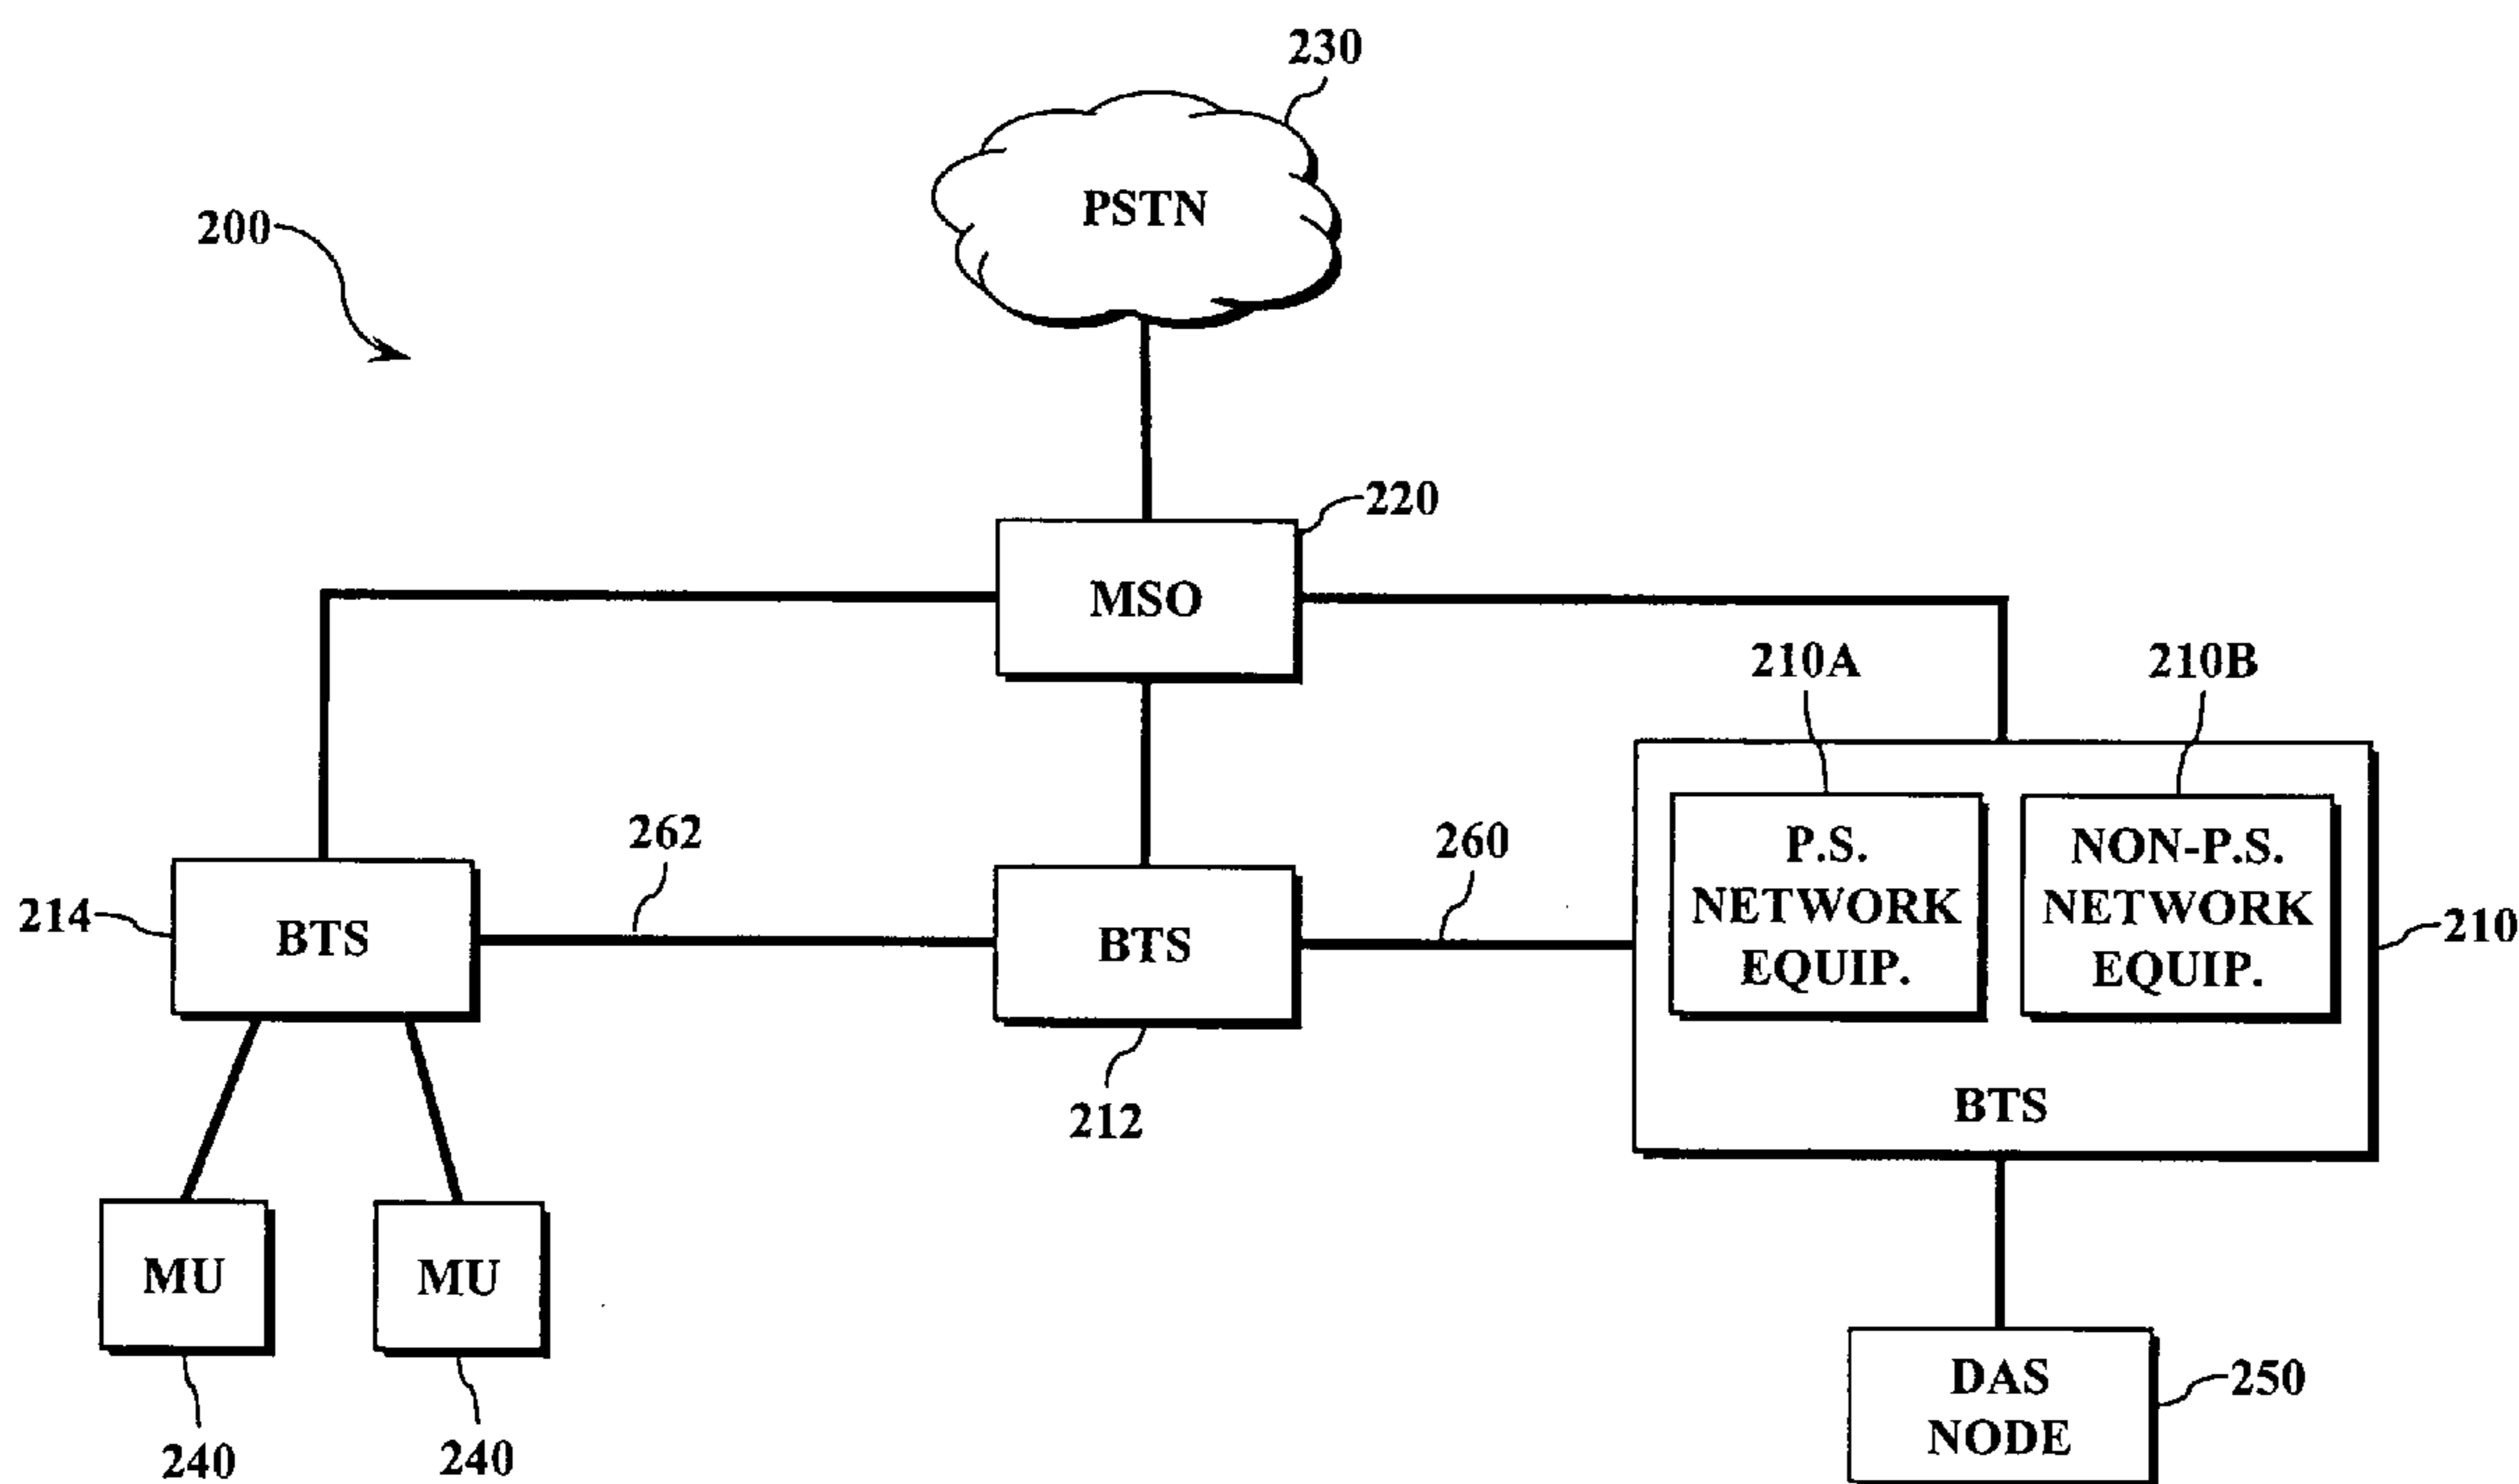 230
PSTN
200
220
MSO
210A
210B
262
260
P.S.
NETWORK
EQUIP.
NON-P.S.
NETWORK
EQUIP.
214
BTS
BTS
210
BTS
212
MU
MU
DAS
NODE
250
240
240